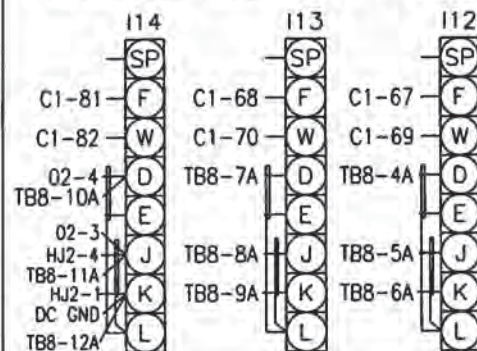 I14 I13 I12
SP SP SP
C1-81 F C1-68 F C1-67 F
C1-82 W C1-70 W C1-69 W
O2-4 D TB8-7A D TB8-4A D
TB8-10A
E E E
O2-3
HJ2-4 J TB8-8A J TB8-5A J
TB8-11A
HJ2-1 K TB8-9A K TB8-6A K
DC GND
TB8-12A L L L